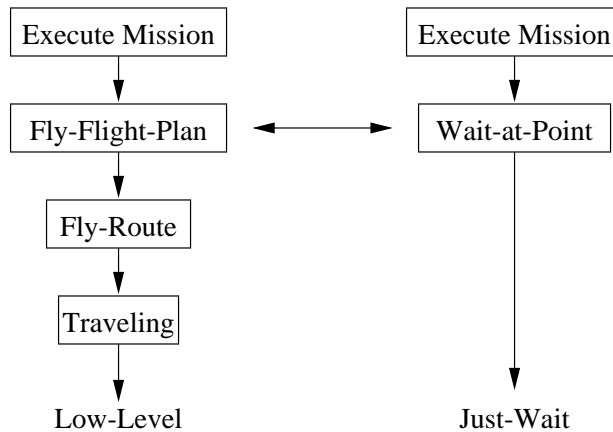 Execute Mission
Execute Mission
Fly-Flight-Plan
Wait-at-Point
Fly-Route
Traveling
Low-Level
Just-Wait